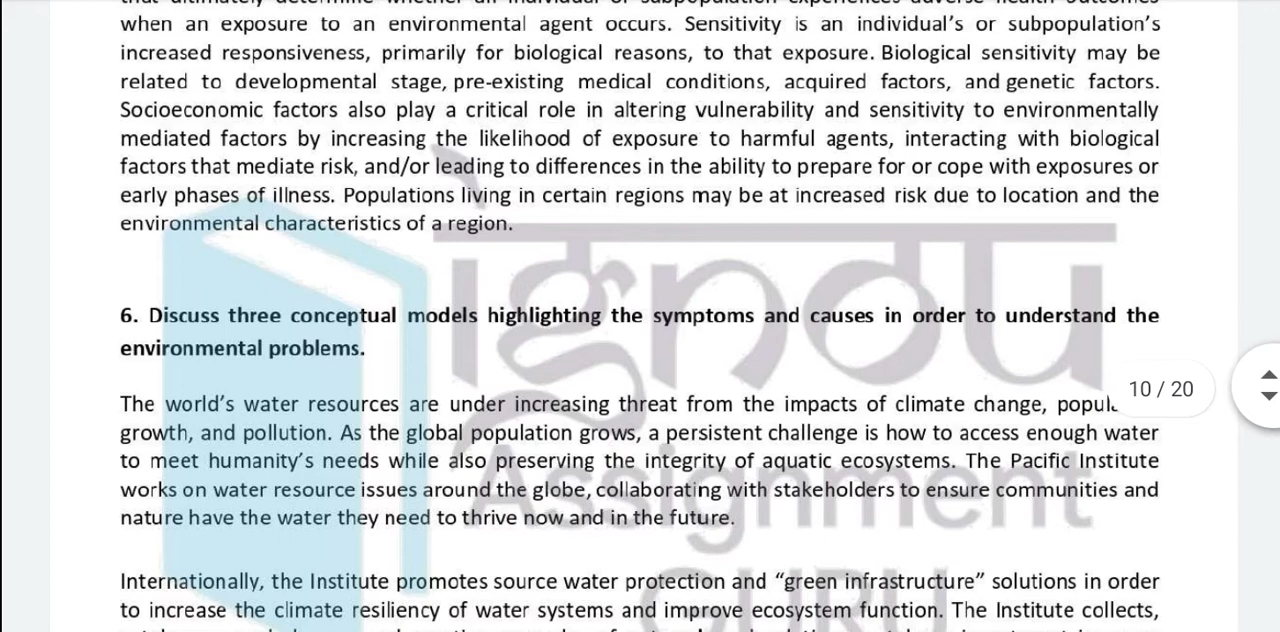 when an exposure to an environmental agent occurs. Sensitivity is an individual's or subpopulation's
increased responsiveness, primarily for biological reasons, to that exposure. Biological sensitivity may be
related to developmental stage, pre-existing medical conditions, acquired factors, and genetic factors.
Socioeconomic factors also play a critical role in altering vulnerability and sensitivity to environmentally
mediated factors by increasing the likelihood of exposure to harmful agents, interacting with biological
factors that mediate risk, and/or leading to differences in the ability to prepare for or cope with exposures or
early phases of illness. Populations living in certain regions may be at increased risk due to location and the
environmental characteristics of a region.
ignou
6. Discuss three conceptual models highlighting the symptoms and causes in order to understand the
environmental problems.
10 / 20
The world's water resources are under increasing threat from the impacts of climate change,
growth, and pollution. As the global population grows, a persistent challenge is how to access enough water
to meet humanity's needs while also preserving the integrity of aquatic ecosystems. The Pacific Institute
works on water resource issues around the globe, collaborating with stakeholders to ensure communities and
nature have the water they need to thrive now and in the future.
Assignment
GURU
Internationally, the Institute promotes source water protection and “green infrastructure” solutions in order
to increase the climate resiliency of water systems and improve ecosystem function. The Institute collects,